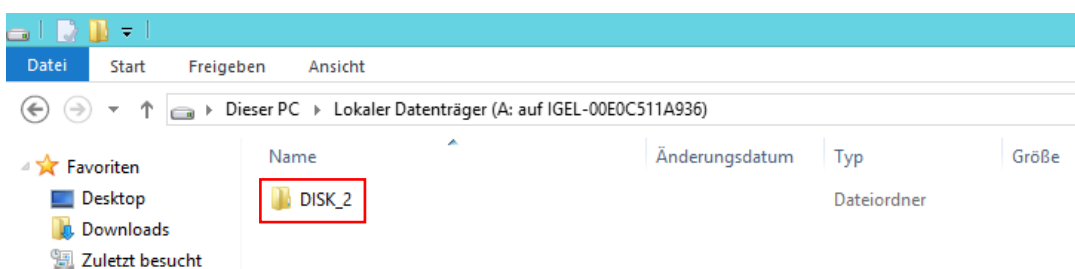 Datei Start Freigeben Ansicht
Dieser PC Lokaler Datenträger (A: auf IGEL-00E0C511A936)
Favoriten
Desktop
Downloads
Zuletzt besucht
Name Änderungsdatum Typ Größe
DISK_2 Dateiordner